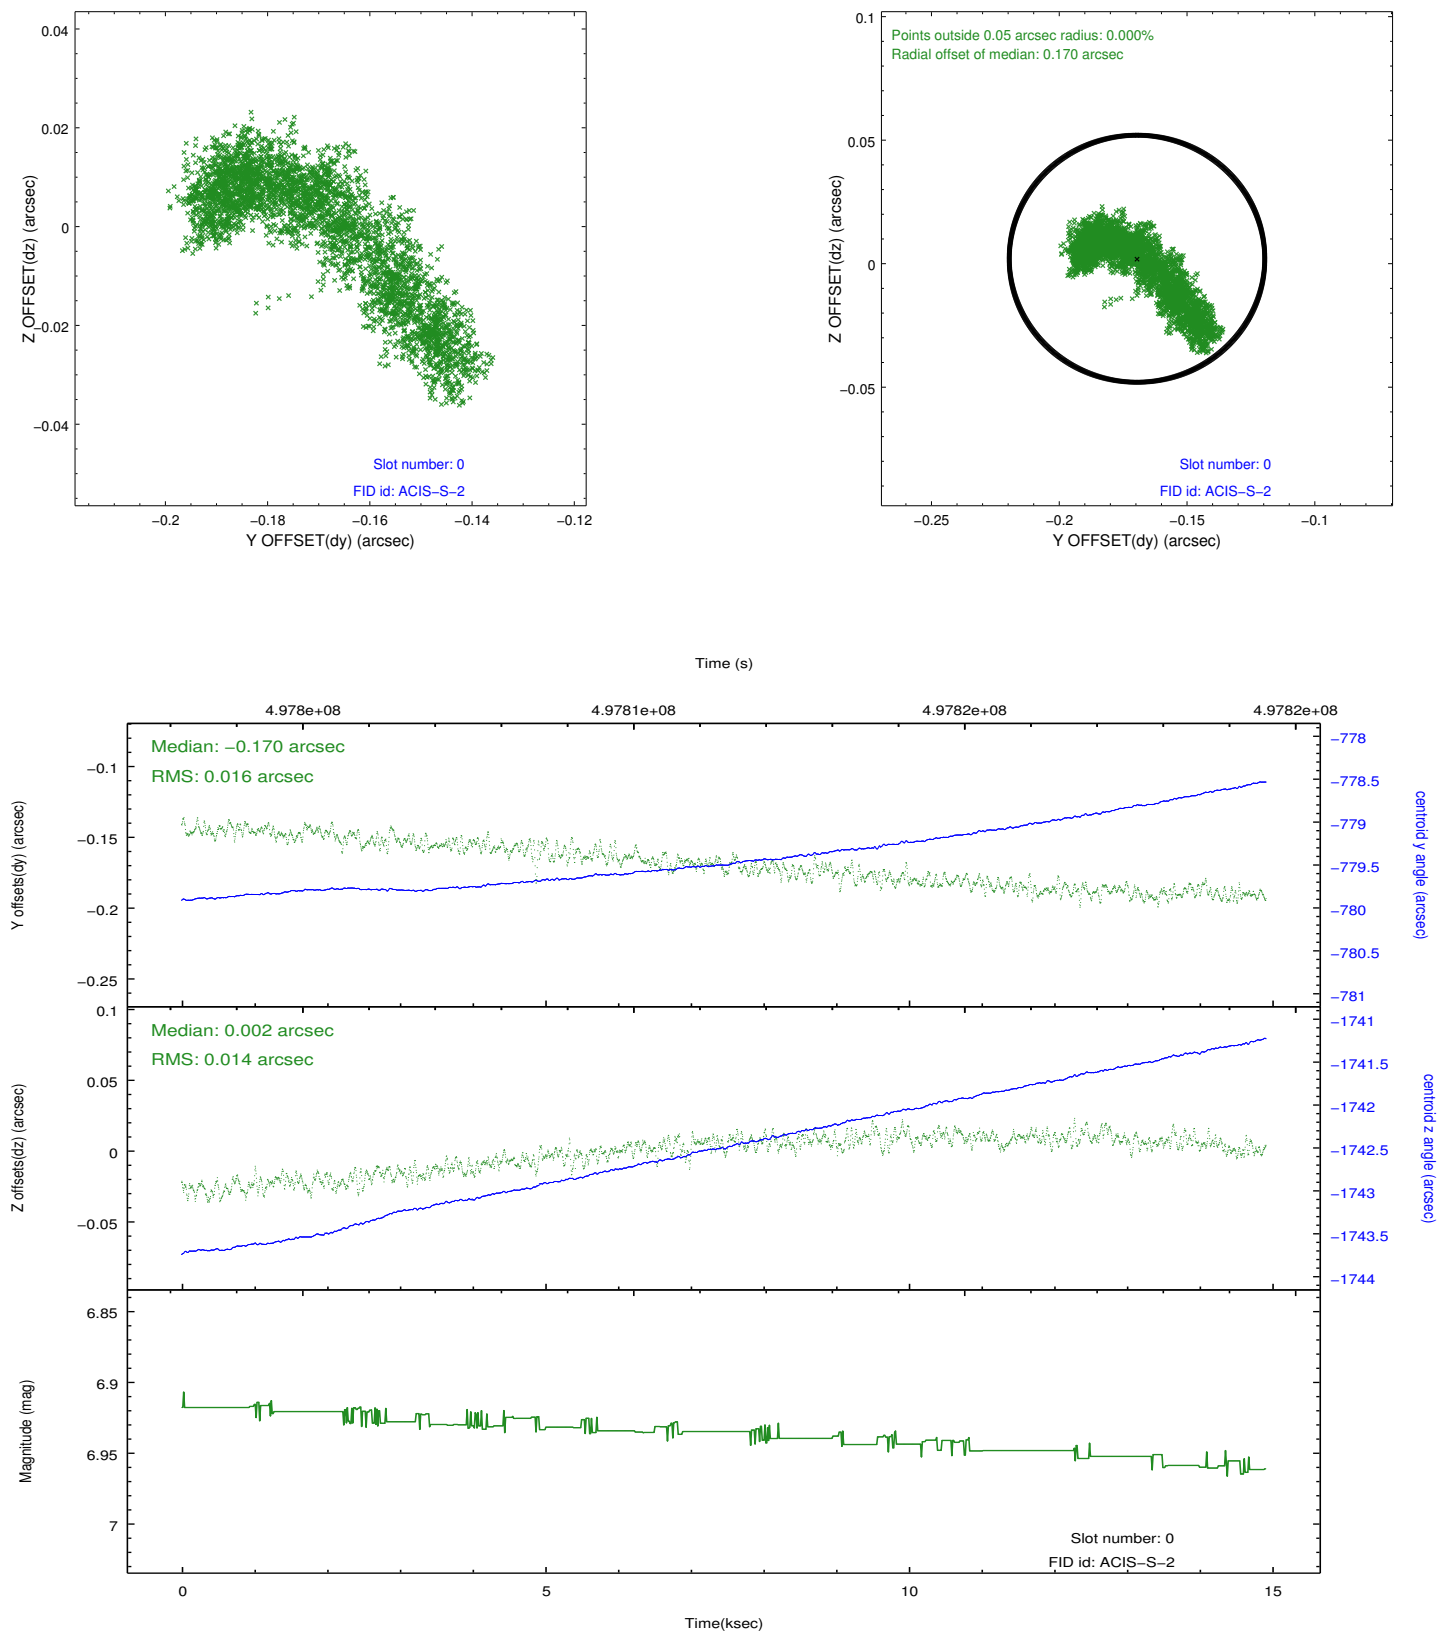 0.04
0.02
0
−0.02
−0.04
Z OFFSET(dz) (arcsec)
Slot number: 0
FID id: ACIS−S−2
−0.2
−0.18
−0.16
−0.14
−0.12
Y OFFSET(dy) (arcsec)
0.1
0.05
0
−0.05
Z OFFSET(dz) (arcsec)
Points outside 0.05 arcsec radius: 0.000%
Radial offset of median: 0.170 arcsec
Slot number: 0
FID id: ACIS−S−2
−0.25
−0.2
−0.15
−0.1
Y OFFSET(dy) (arcsec)
Time (s)
4.978e+08
4.9781e+08
4.9782e+08
4.9782e+08
Median: −0.170 arcsec
RMS: 0.016 arcsec
−0.1
−0.15
−0.2
−0.25
Y offsets(dy) (arcsec)
−778
−778.5
−779
−779.5
−780
−780.5
−781
centroid y angle (arcsec)
Median: 0.002 arcsec
RMS: 0.014 arcsec
0.1
0.05
0
−0.05
Z offsets(dz) (arcsec)
−1741
−1741.5
−1742
−1742.5
−1743
−1743.5
−1744
centroid z angle (arcsec)
6.85
6.9
6.95
7
Magnitude (mag)
Slot number: 0
FID id: ACIS−S−2
0
5
10
15
Time(ksec)